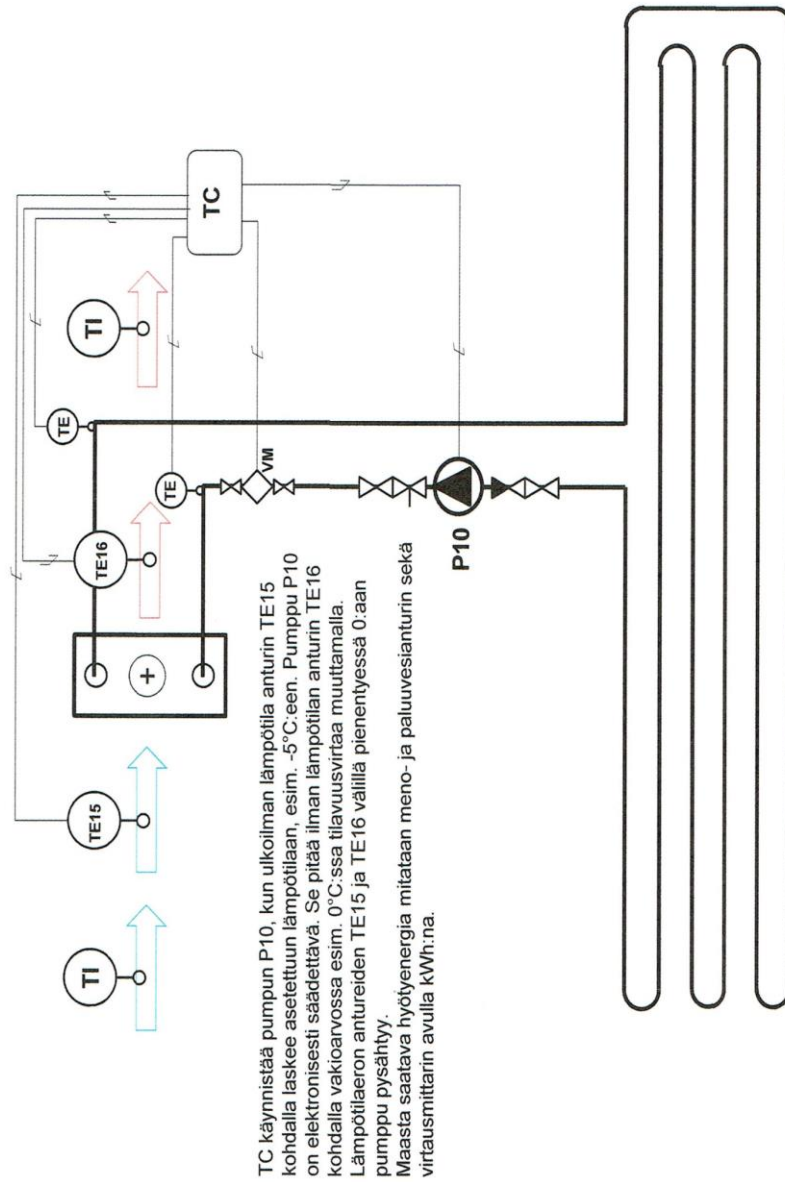 TI
TE15
TE16
TE
TE
TI
TC
VM
P10
TC käynnistää pumpun P10, kun ulkoilman lämpötila anturin TE15
kohdalla laskee asetettuun lämpötilaan, esim. -5°C:een. Pumppu P10
on elektronisesti säädettävä. Se pitää ilman lämpötilan anturin TE16
kohdalla vakioarvossa esim. 0°C:ssa tilavuusvirtaa muuttamalla.
Lämpötilaeron antureiden TE15 ja TE16 välillä pienentyessä 0:aan
pumppu pysähtyy.
Maasta saatava hyötyenergia mitataan meno- ja paluuvesianturin sekä
virtausmittarin avulla kWh:na.